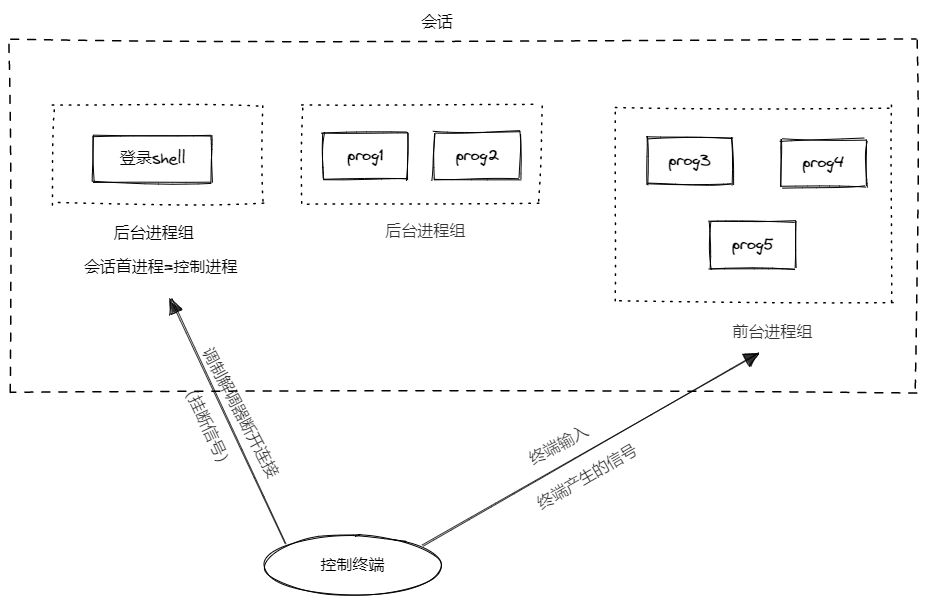 会话
登录shell
prog1
prog2
prog3
prog4
prog5
后台进程组
会话首进程=控制进程
后台进程组
前台进程组
调制解调器断开连接
(挂断信号)
终端输入
终端产生的信号
控制终端